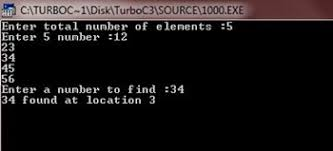 C:\TURBOC~1\Disk\TurboC3\SOURCE\1000.EXE
Enter total number of elements :5
Enter 5 number :12
23
34
45
56
Enter a number to find :34
34 found at location 3